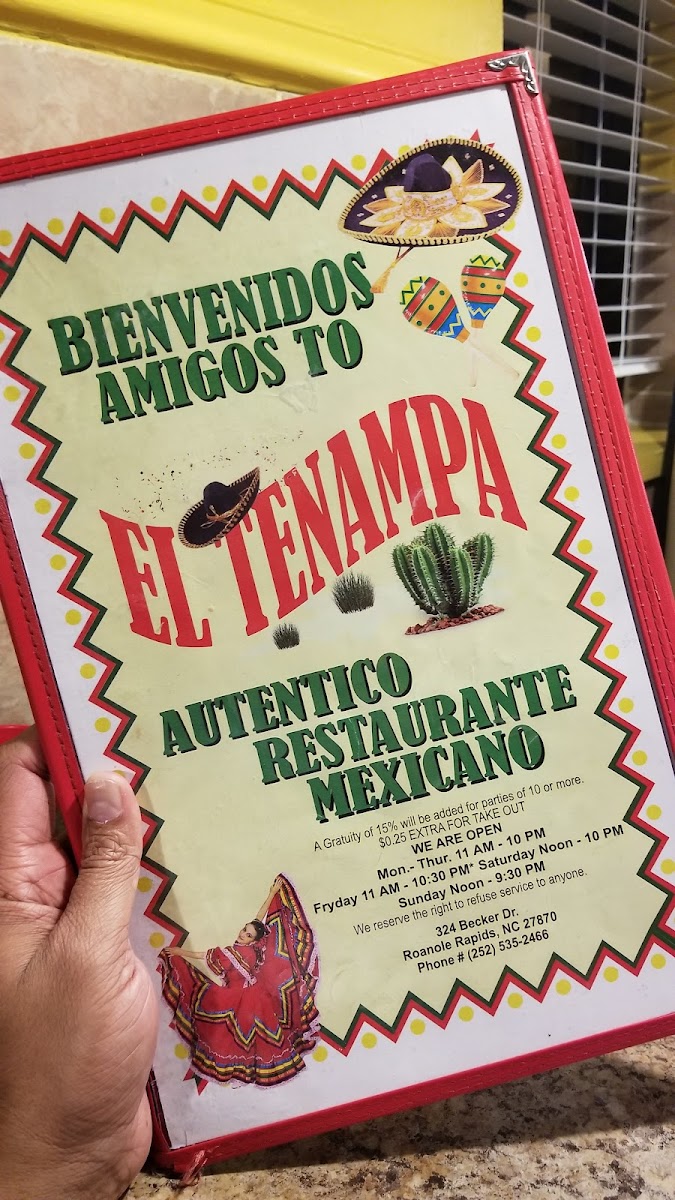 BIENVENIDOS
AMIGOS TO
EL TENAMPA
AUTENTICO
RESTAURANTE
MEXICANO
A Gratuity of 15% will be added for parties of 10 or more.
$0.25 EXTRA FOR TAKE OUT
WE ARE OPEN
Mon.- Thur. 11 AM - 10 PM
Fryday 11 AM - 10:30 PM* Saturday Noon - 10 PM
Sunday Noon - 9:30 PM
We reserve the right to refuse service to anyone.
324 Becker Dr.
Roanole Rapids, NC 27870
Phone # (252) 535-2466